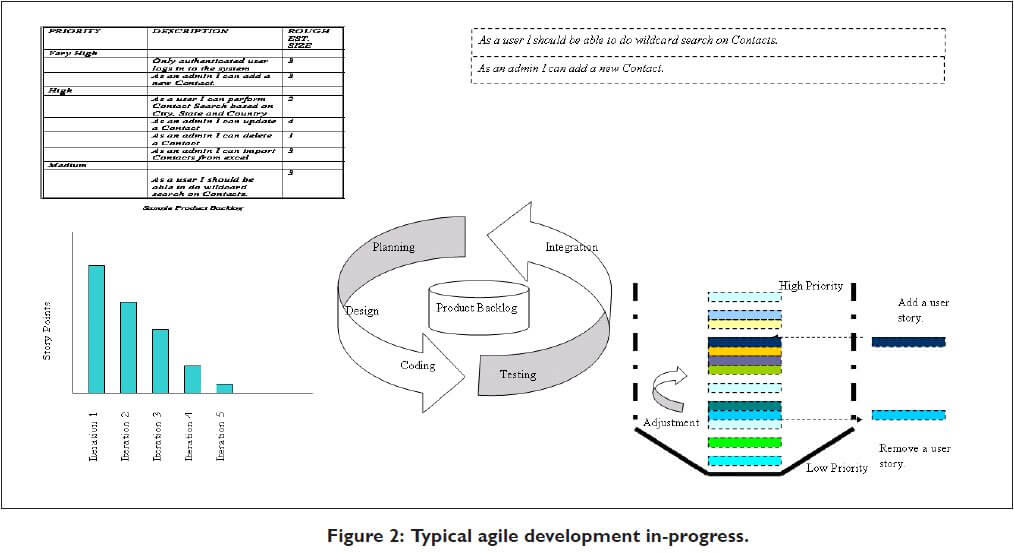 PRIORITY DESCRIPTION ROUGH
EST.
SIZE
Very High
Only authenticated user 3
logs in to the system
As an admin I can add a 3
new Contact.
High
As a user I can perform 2
Contact Search based on
City, State and Country
As an admin I can update 4
a Contact
As an admin I can delete 1
a Contact
As an admin I can import 3
Contacts from excel
Medium
3
As a user I should be
able to do wildcard
search on Contacts.
Sample Product Backlog
As a user I should be able to do wildcard search on Contacts.
As an admin I can add a new Contact.
Story Points
Iteration 1
Iteration 2
Iteration 3
Iteration 4
Iteration 5
Planning
Integration
Design
Product Backlog
Coding
Testing
High Priority
Add a user
story.
Adjustment
Remove a user
story.
Low Priority
Figure 2: Typical agile development in-progress.